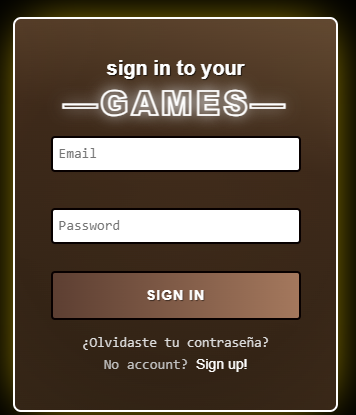 sign in to your
—GAMES—
Email
Password
SIGN IN
¿Olvidaste tu contraseña?
No account? Sign up!